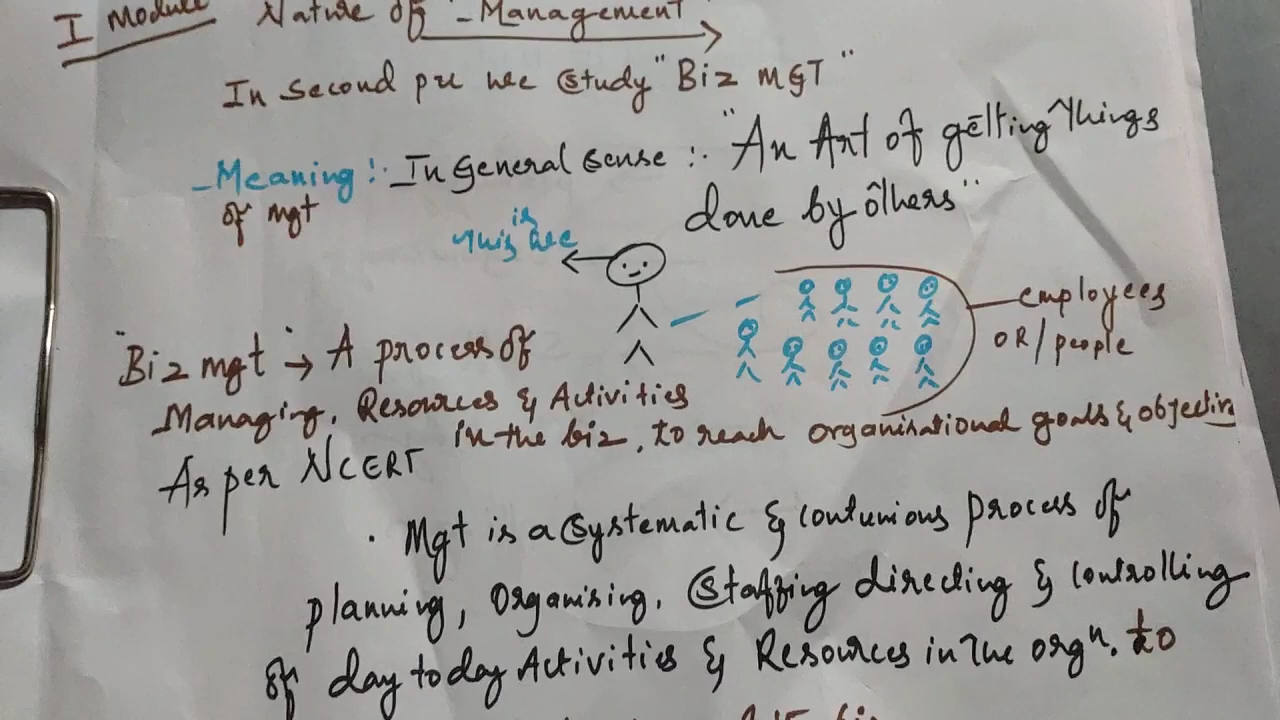 I Module Nature of Management
In Second pu we study "Biz MGT"
Meaning :. In General Sense :. "An Art of getting things
of mgt
done by others"
is
this we
employees
OR/people
"Biz mgt" → A process of
Managing, Resources & Activities
in the biz, to reach organisational goals & objectin
As per NCERT
. Mgt is a Systematic & contunious process of
planning, Organising, Staffing directing & controlling
of day to day Activities & Resources in the orgn. to